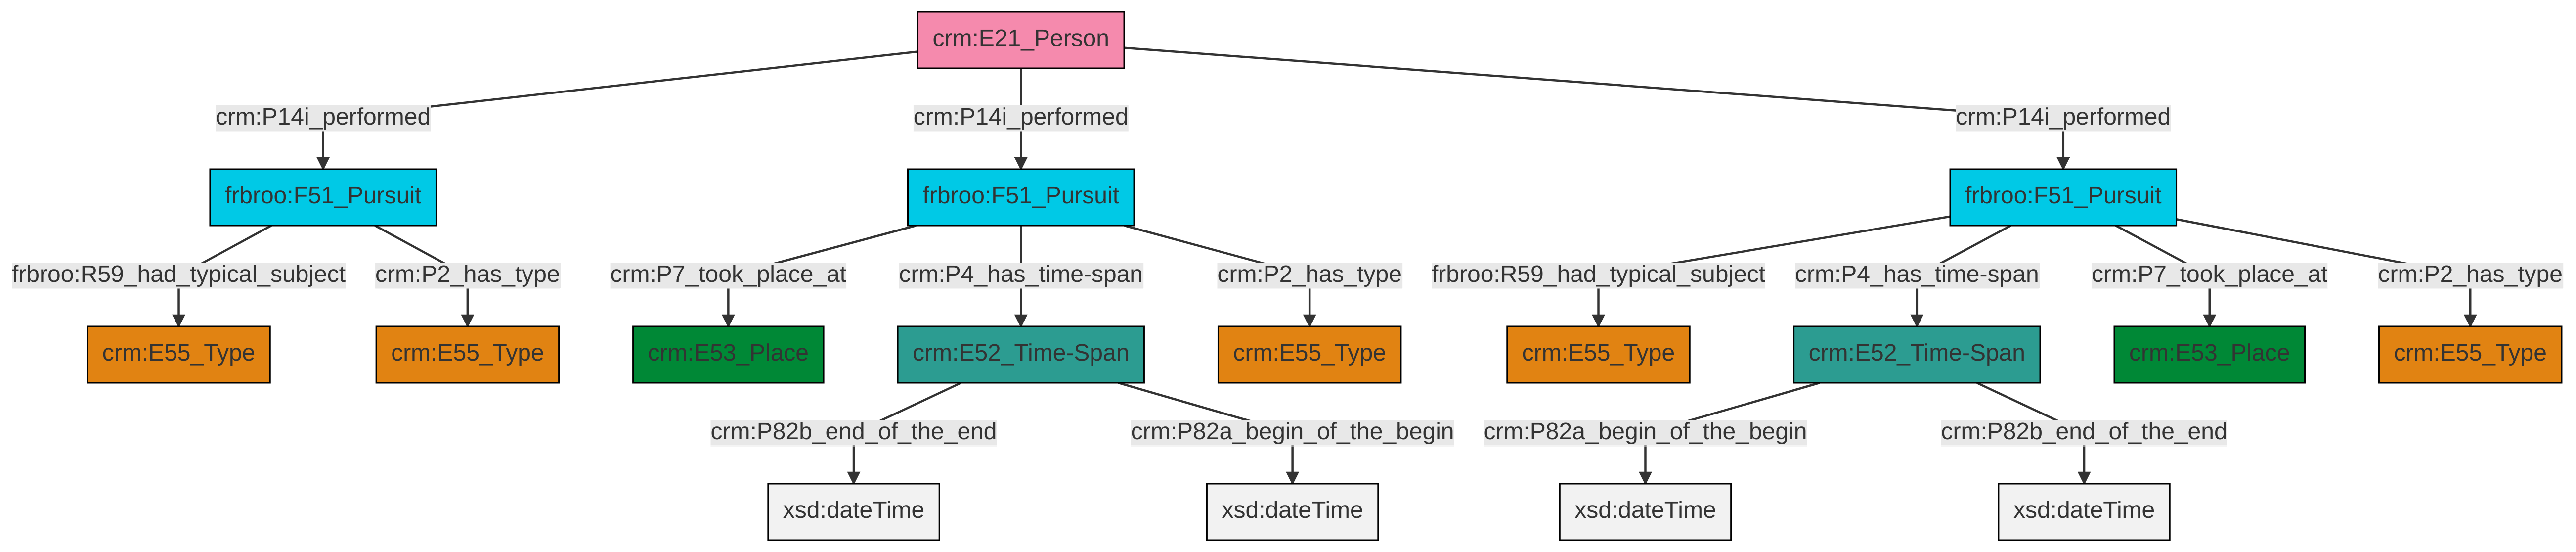 crm:E21_Person
crm:P14i_performed crm:P14i_performed crm:P14i_performed
frbroo:F51_Pursuit frbroo:F51_Pursuit frbroo:F51_Pursuit
frbroo:R59_had_typical_subject crm:P2_has_type crm:P7_took_place_at crm:P4_has_time-span crm:P2_has_type frbroo:R59_had_typical_subject crm:P4_has_time-span crm:P7_took_place_at crm:P2_has_type
crm:E55_Type crm:E55_Type crm:E53_Place crm:E52_Time-Span crm:E55_Type crm:E55_Type crm:E52_Time-Span crm:E53_Place crm:E55_Type
crm:P82b_end_of_the_end crm:P82a_begin_of_the_begin crm:P82a_begin_of_the_begin crm:P82b_end_of_the_end
xsd:dateTime xsd:dateTime xsd:dateTime xsd:dateTime